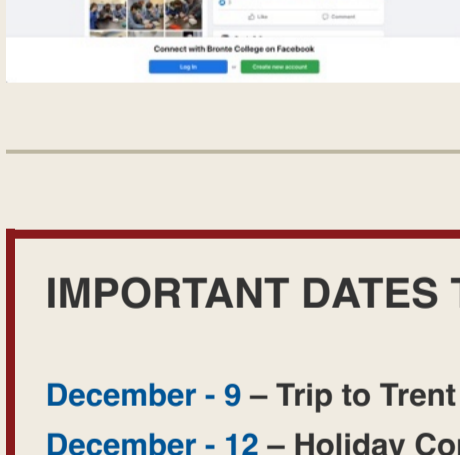 Like Comment
Connect with Bronte College on Facebook
Log In or Create new account
IMPORTANT DATES
December - 9 – Trip to Trent
December - 12 – Holiday